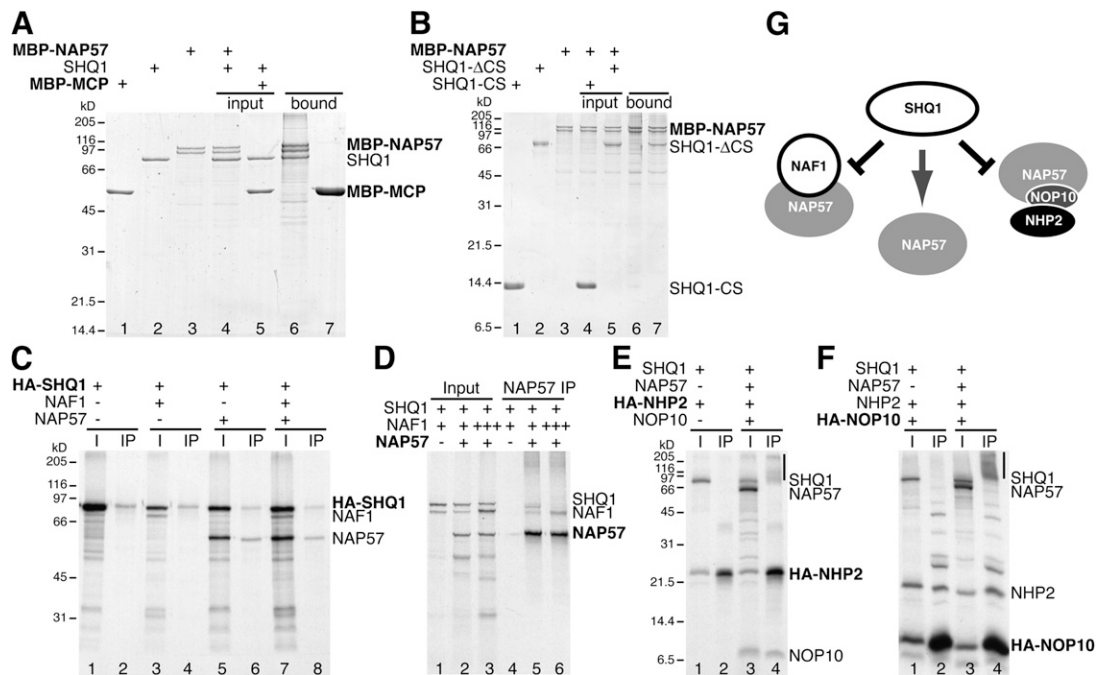 A
MBP-NAP57 + +
SHQ1 + + +
MBP-MCP + +
input bound
kD
205
116
97
66
45
31
21.5
14.4
MBP-NAP57
SHQ1
MBP-MCP
1 2 3 4 5 6 7
B
MBP-NAP57 + + +
SHQ1-ΔCS + +
SHQ1-CS + +
input bound
kD
205
116
97
66
45
31
21.5
14.4
6.5
MBP-NAP57
SHQ1-ΔCS
SHQ1-CS
1 2 3 4 5 6 7
G
SHQ1
NAF1
NAP57
NAP57
NAP57
NOP10
NHP2
C
HA-SHQ1 + + + +
NAF1 - + - +
NAP57 - - + +
I IP I IP I IP I IP
kD
205
116
97
66
45
31
HA-SHQ1
NAF1
NAP57
1 2 3 4 5 6 7 8
D
Input NAP57 IP
SHQ1 + + + + + +
NAF1 + + +++ + + +++
NAP57 - + + - + +
SHQ1
NAF1
NAP57
1 2 3 4 5 6
E
SHQ1 + +
NAP57 - +
HA-NHP2 + +
NOP10 - +
I IP I IP
kD
205
116
97
66
45
31
21.5
14.4
6.5
SHQ1
NAP57
HA-NHP2
NOP10
1 2 3 4
F
SHQ1 + +
NAP57 - +
NHP2 + +
HA-NOP10 + +
I IP I IP
SHQ1
NAP57
NHP2
HA-NOP10
1 2 3 4